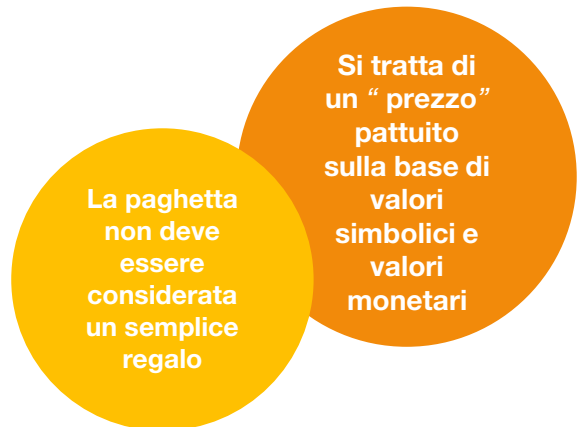 La paghetta
non deve
essere
considerata
un semplice
regalo
Si tratta di
un “ prezzo”
pattuito
sulla base di
valori
simbolici e
valori
monetari